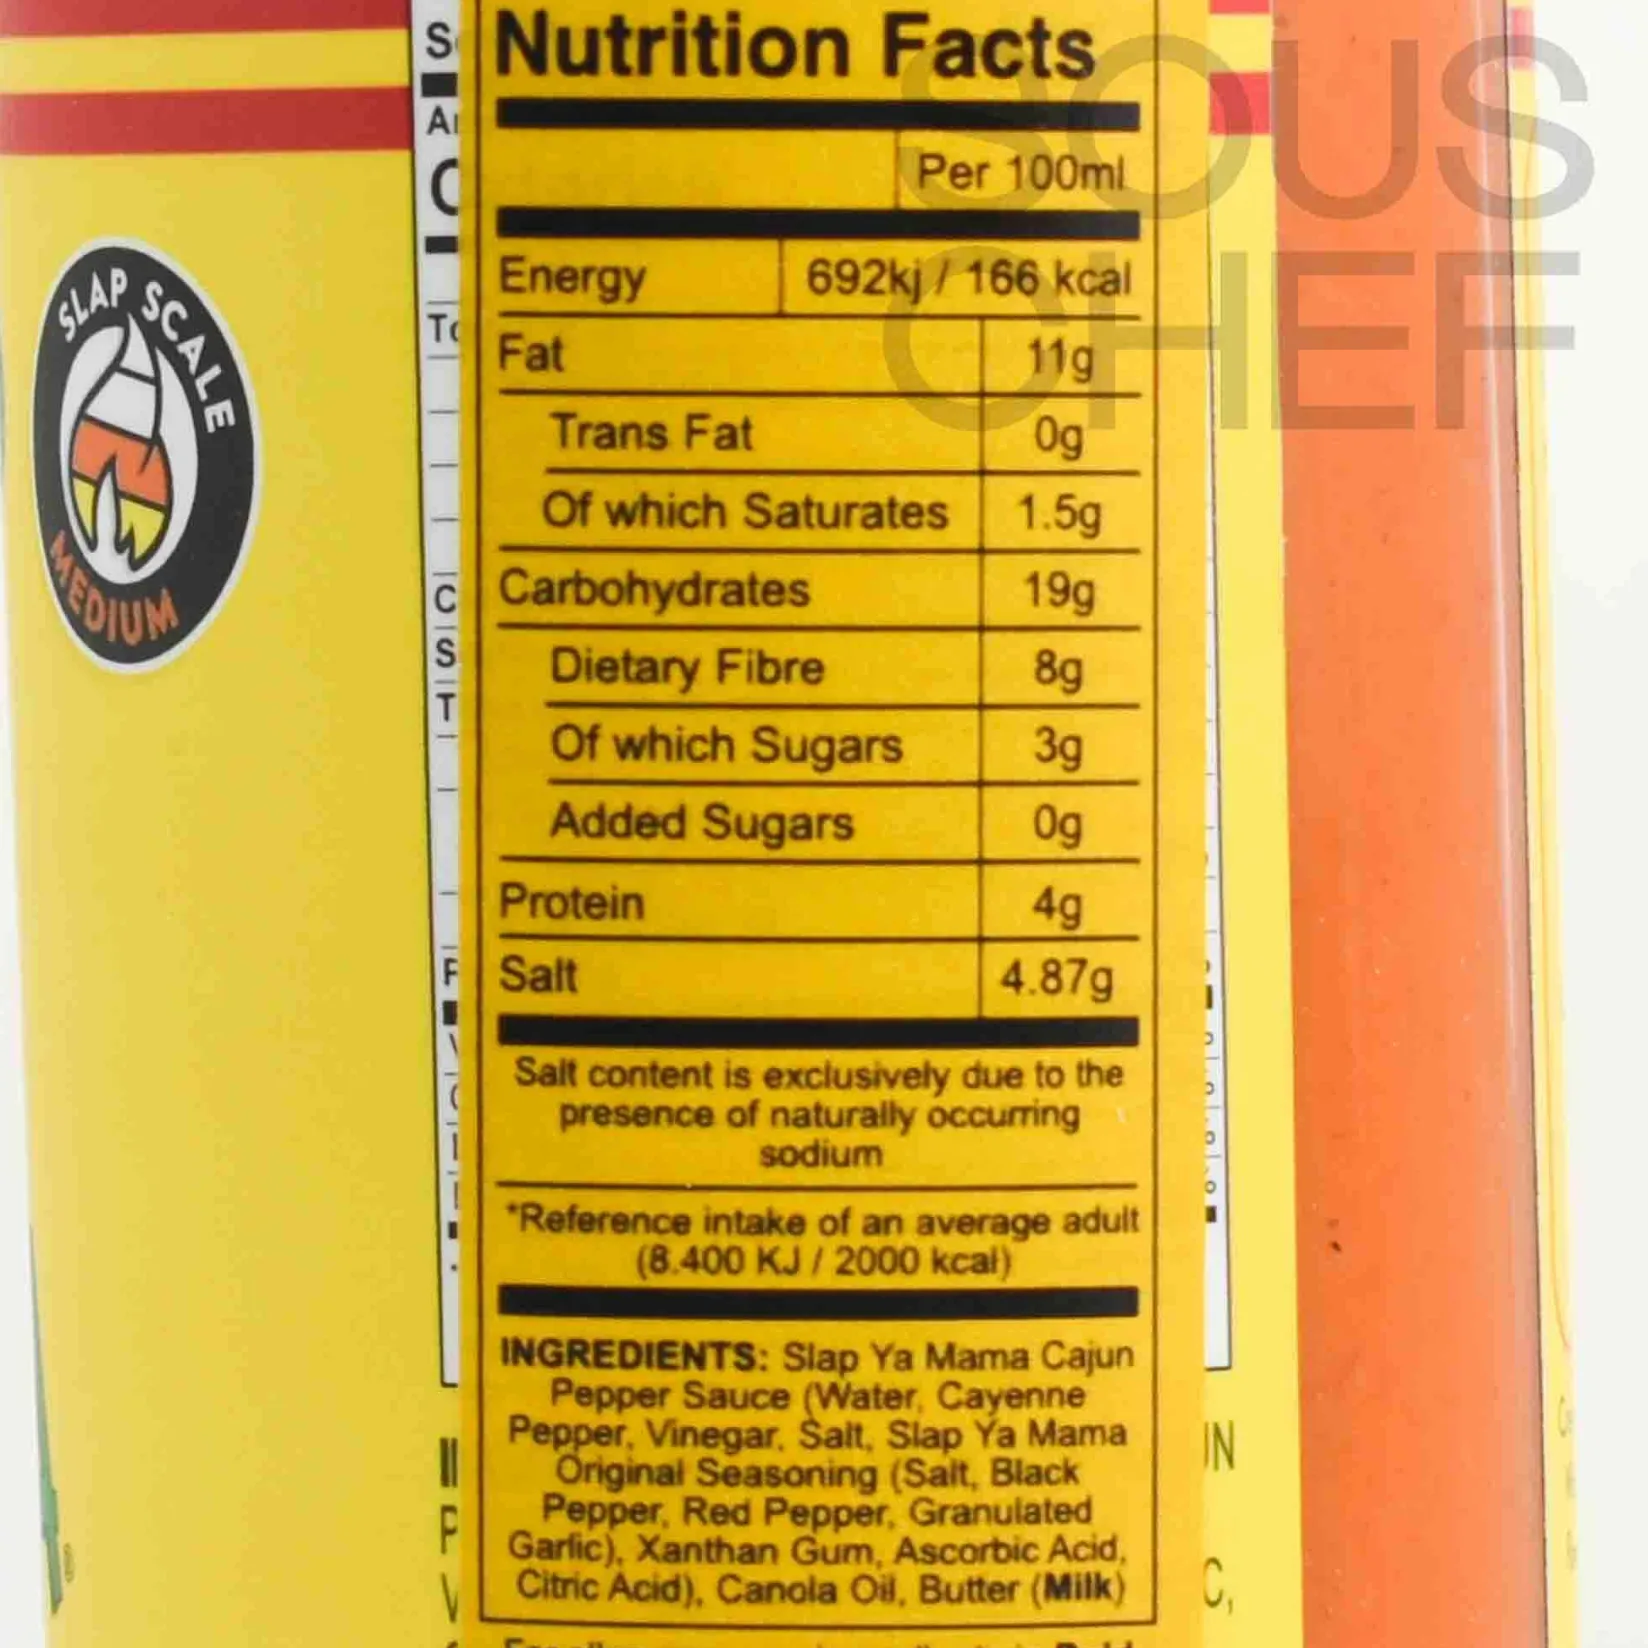 SOUS
CHEF
SLAP SCALE
MEDIUM
Nutrition Facts
Per 100ml
Energy 692kj / 166 kcal
Fat 11g
Trans Fat 0g
Of which Saturates 1.5g
Carbohydrates 19g
Dietary Fibre 8g
Of which Sugars 3g
Added Sugars 0g
Protein 4g
Salt 4.87g
Salt content is exclusively due to the
presence of naturally occurring
sodium
*Reference intake of an average adult
(8.400 KJ / 2000 kcal)
INGREDIENTS: Slap Ya Mama Cajun
Pepper Sauce (Water, Cayenne
Pepper, Vinegar, Salt, Slap Ya Mama
Original Seasoning (Salt, Black
Pepper, Red Pepper, Granulated
Garlic), Xanthan Gum, Ascorbic Acid,
Citric Acid), Canola Oil, Butter (Milk)